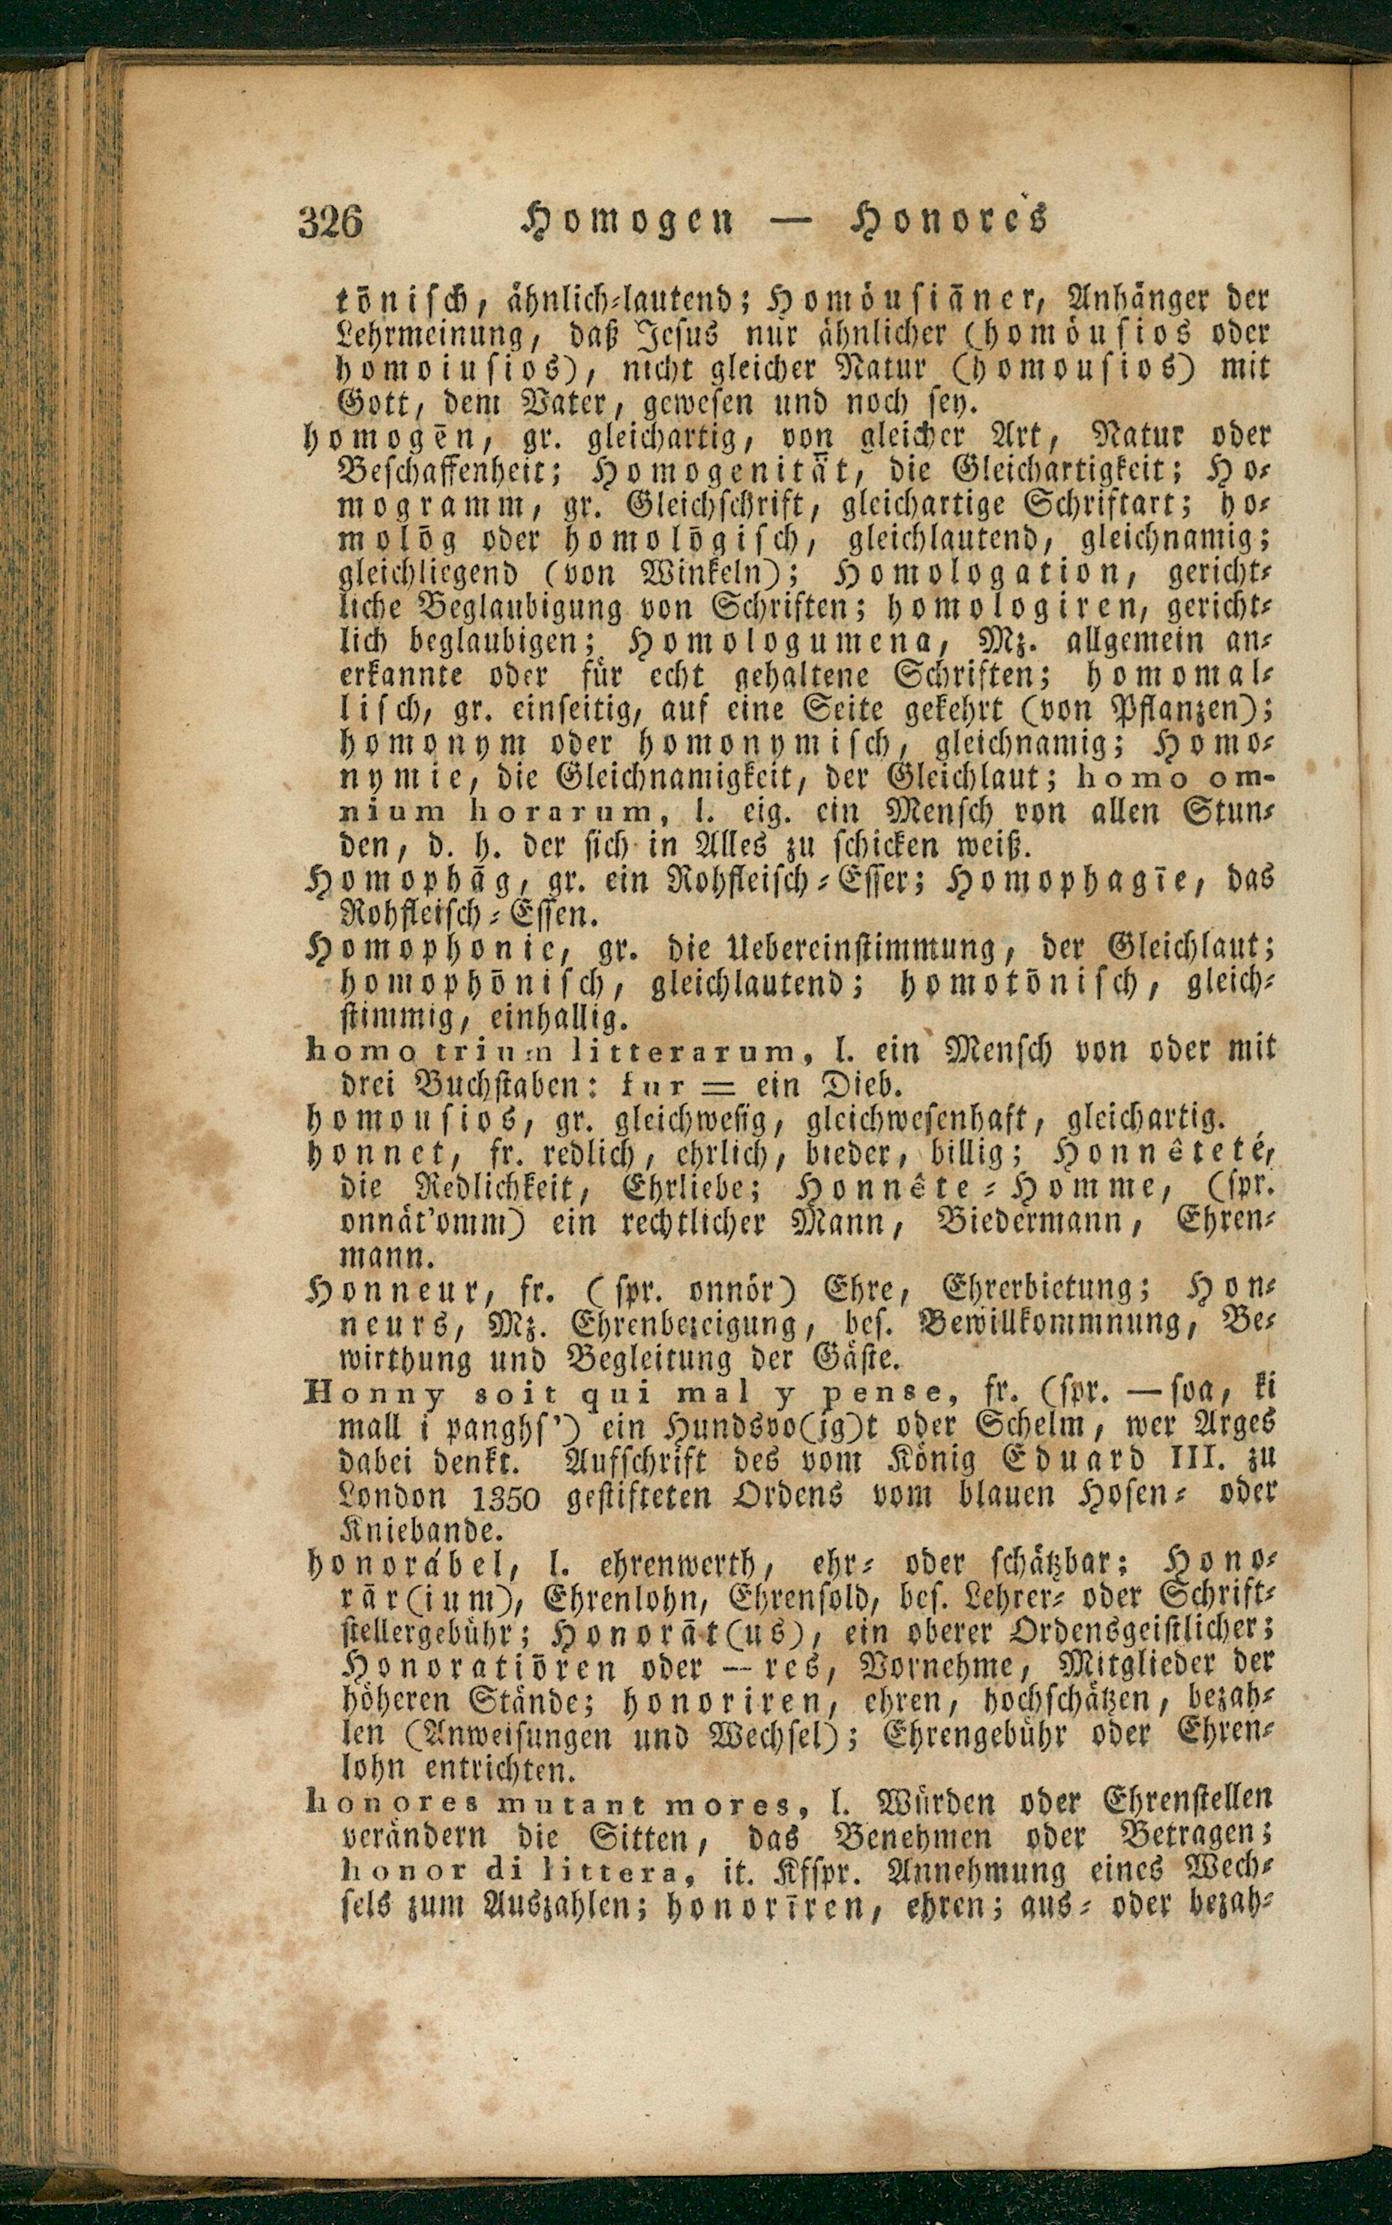 326 Homogen — Honores
tōnisch, ähnlich-lautend; Homöusiāner, Anhänger der
Lehrmeinung, daß Jesus nur ähnlicher (homöusios oder
homoiusios), nicht gleicher Natur (homousios) mit
Gott, dem Vater, gewesen und noch sey.
homogēn, gr. gleichartig, von gleicher Art, Natur oder
Beschaffenheit; Homogenitāt, die Gleichartigkeit; Ho-
mogramm, gr. Gleichschrift, gleichartige Schriftart; ho-
molōg oder homolōgisch, gleichlautend, gleichnamig;
gleichliegend (von Winkeln); Homologation, gericht-
liche Beglaubigung von Schriften; homologiren, gericht-
lich beglaubigen; Homologumena, Mz. allgemein an-
erkannte oder für echt gehaltene Schriften; homomal-
lisch, gr. einseitig, auf eine Seite gekehrt (von Pflanzen);
homonym oder homonymisch, gleichnamig; Homo-
nymie, die Gleichnamigkeit, der Gleichlaut; homo om-
nium horarum, l. eig. ein Mensch von allen Stun-
den, d. h. der sich in Alles zu schicken weiß.
Homophāg, gr. ein Rohfleisch-Esser; Homophagīe, das
Rohfleisch-Essen.
Homophonie, gr. die Uebereinstimmung, der Gleichlaut;
homophōnisch, gleichlautend; homotōnisch, gleich-
stimmig, einhallig.
homo trium litterarum, l. ein Mensch von oder mit
drei Buchstaben: fur = ein Dieb.
homousios, gr. gleichwesig, gleichwesenhaft, gleichartig.
honnet, fr. redlich, ehrlich, bieder, billig; Honnêteté,
die Redlichkeit, Ehrliebe; Honnête-Homme, (spr.
onnät'omm) ein rechtlicher Mann, Biedermann, Ehren-
mann.
Honneur, fr. (spr. onnör) Ehre, Ehrerbietung; Hon-
neurs, Mz. Ehrenbezeigung, bes. Bewillkommnung, Be-
wirthung und Begleitung der Gäste.
Honny soit qui mal y pense, fr. (spr. — soa, ki
mall i panghs') ein Hundsvo(ig)t oder Schelm, wer Arges
dabei denkt. Aufschrift des vom König Eduard III. zu
London 1350 gestifteten Ordens vom blauen Hosen- oder
Kniebande.
honorábel, l. ehrenwerth, ehr- oder schätzbar; Hono-
rār(ium), Ehrenlohn, Ehrensold, bes. Lehrer- oder Schrift-
stellergebühr; Honorāt(us), ein oberer Ordensgeistlicher;
Honoratiōren oder — res, Vornehme, Mitglieder der
höheren Stände; honoriren, ehren, hochschätzen, bezah-
len (Anweisungen und Wechsel); Ehrengebühr oder Ehren-
lohn entrichten.
honores mutant mores, l. Würden oder Ehrenstellen
verändern die Sitten, das Benehmen oder Betragen;
honor di littera, it. Kfspr. Annehmung eines Wech-
sels zum Auszahlen; honorīren, ehren; aus- oder bezah-